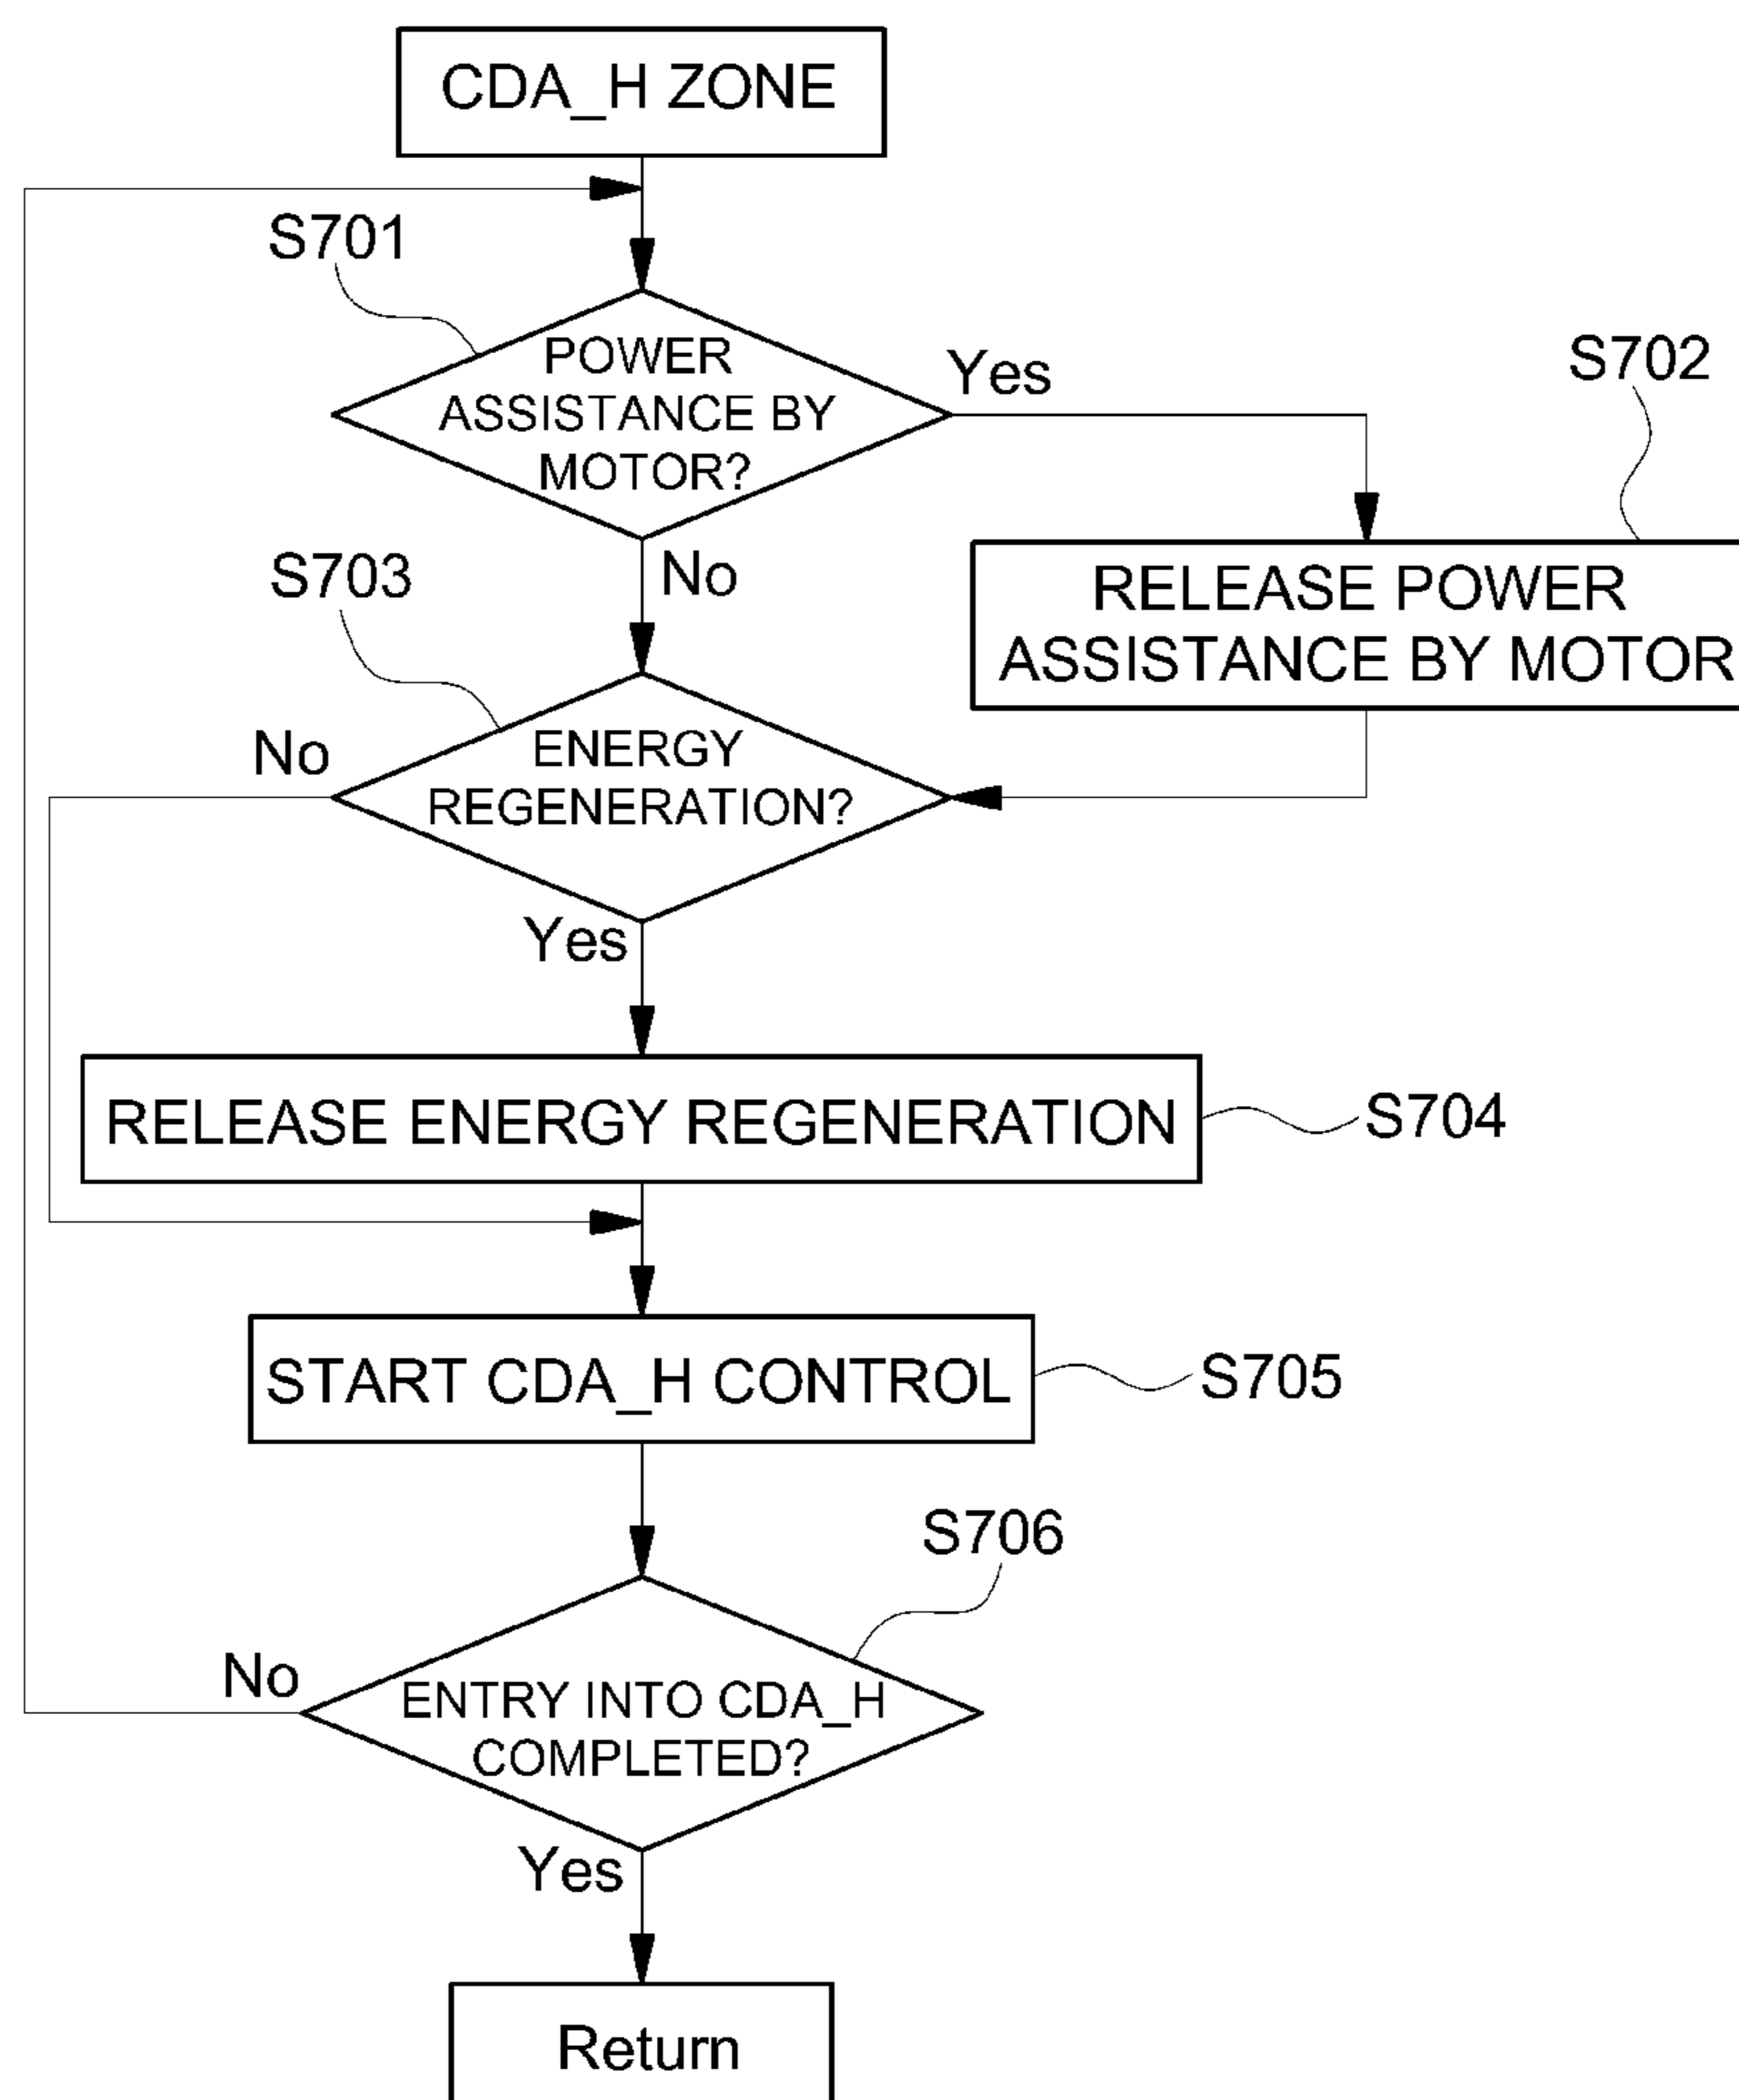 CDA_H ZONE
S701
POWER
ASSISTANCE BY
MOTOR?
Yes
S702
RELEASE POWER
ASSISTANCE BY MOTOR
No
S703
ENERGY
REGENERATION?
No
Yes
RELEASE ENERGY REGENERATION
S704
START CDA_H CONTROL
S705
S706
ENTRY INTO CDA_H
COMPLETED?
No
Yes
Return